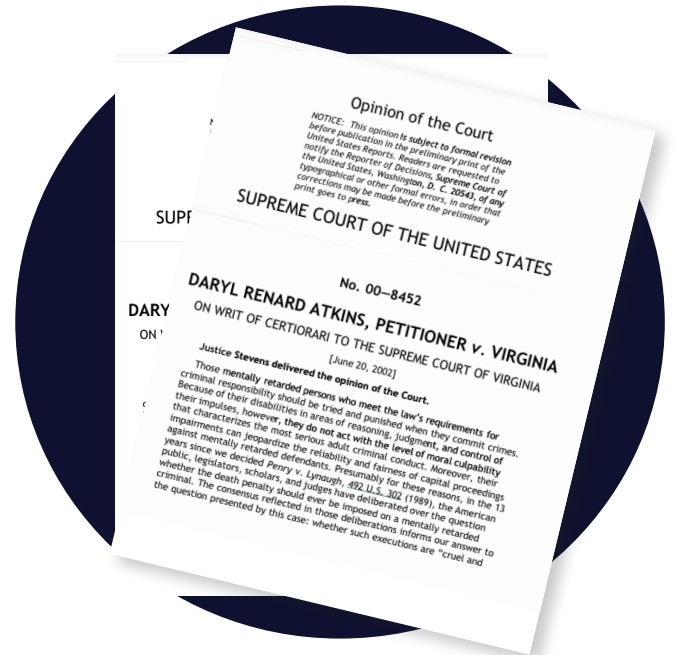 Opinion of the Court
NOTICE: This opinion is subject to formal revision
before publication in the preliminary print of the
United States Reports. Readers are requested to
notify the Reporter of Decisions, Supreme Court of
the United States, Washington, D. C. 20543, of any
typographical or other formal errors, in order that
corrections may be made before the preliminary
print goes to press.
SUPREME COURT OF THE UNITED STATES
No. 00—8452
DARYL RENARD ATKINS, PETITIONER v. VIRGINIA
ON WRIT OF CERTIORARI TO THE SUPREME COURT OF VIRGINIA
[June 20, 2002]
Justice Stevens delivered the opinion of the Court.
Those mentally retarded persons who meet the law's requirements for
criminal responsibility should be tried and punished when they commit crimes.
Because of their disabilities in areas of reasoning, judgment, and control of
their impulses, however, they do not act with the level of moral culpability
that characterizes the most serious adult criminal conduct. Moreover, their
impairments can jeopardize the reliability and fairness of capital proceedings
against mentally retarded defendants. Presumably for these reasons, in the 13
years since we decided Penry v. Lynaugh, 492 U.S. 302 (1989), the American
public, legislators, scholars, and judges have deliberated over the question
whether the death penalty should ever be imposed on a mentally retarded
criminal. The consensus reflected in those deliberations informs our answer to
the question presented by this case: whether such executions are "cruel and
SUPR
DARY
ON